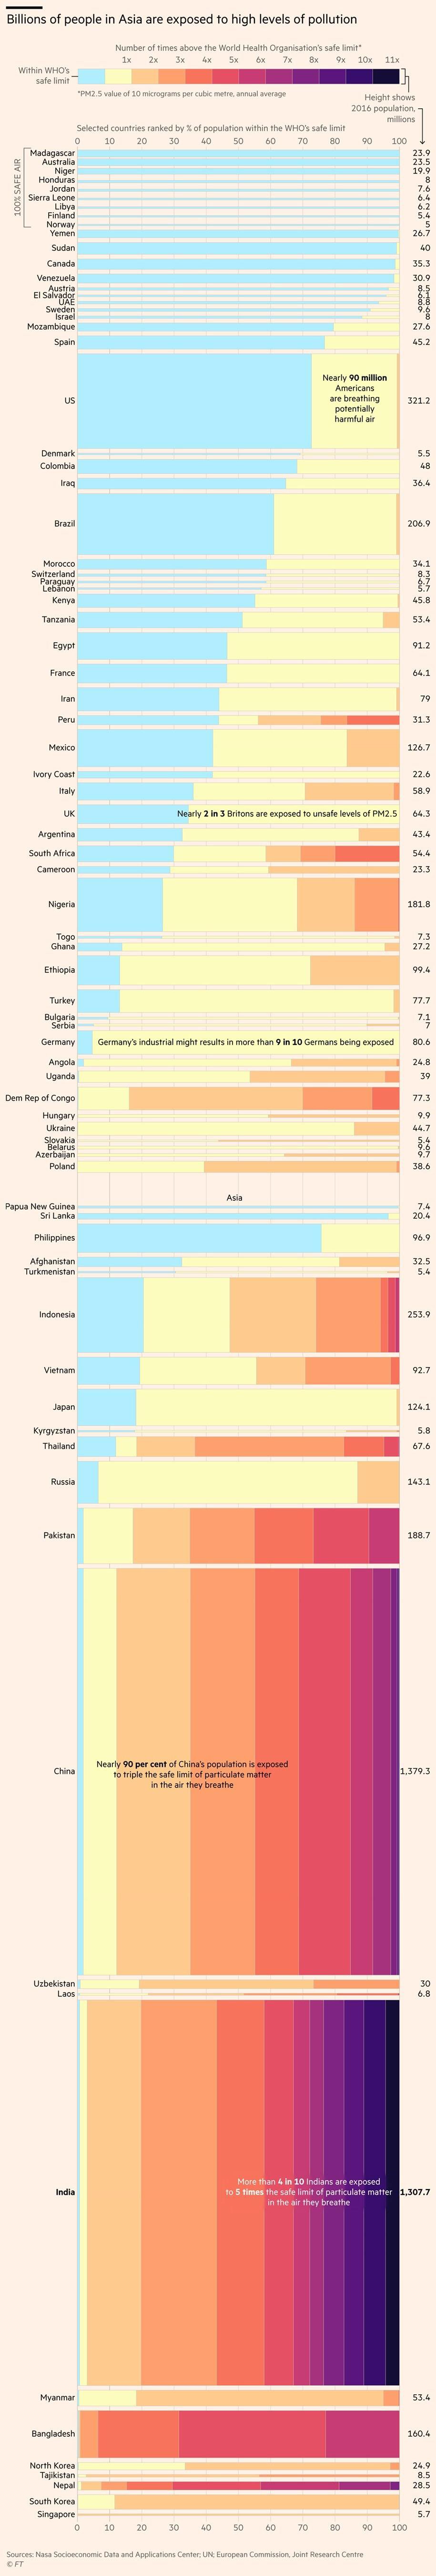 Billions of people in Asia are exposed to high levels of pollution
Number of times above the World Health Organisation's safe limit*
1x 2x 3x 4x 5x 6x 7x 8x 9x 10x 11x
Within WHO's
safe limit
*PM2.5 value of 10 micrograms per cubic metre, annual average
Height shows
2016 population,
millions
Selected countries ranked by % of population within the WHO's safe limit
0 10 20 30 40 50 60 70 80 90 100
100% SAFE AIR
Madagascar 23.9
Australia 23.5
Niger 19.9
Honduras 8
Jordan 7.6
Sierra Leone 6.4
Libya 6.2
Finland 5.4
Norway 5
Yemen 26.7
Sudan 40
Canada 35.3
Venezuela 30.9
Austria 8.5
El Salvador 6.1
UAE 8.8
Sweden 9.6
Israel 8
Mozambique 27.6
Spain 45.2
Nearly 90 million
Americans
are breathing
potentially
harmful air
US 321.2
Denmark 5.5
Colombia 48
Iraq 36.4
Brazil 206.9
Morocco 34.1
Switzerland 8.3
Paraguay 6.7
Lebanon 5.7
Kenya 45.8
Tanzania 53.4
Egypt 91.2
France 64.1
Iran 79
Peru 31.3
Mexico 126.7
Ivory Coast 22.6
Italy 58.9
UK Nearly 2 in 3 Britons are exposed to unsafe levels of PM2.5 64.3
Argentina 43.4
South Africa 54.4
Cameroon 23.3
Nigeria 181.8
Togo 7.3
Ghana 27.2
Ethiopia 99.4
Turkey 77.7
Bulgaria 7.1
Serbia 7
Germany Germany's industrial might results in more than 9 in 10 Germans being exposed 80.6
Angola 24.8
Uganda 39
Dem Rep of Congo 77.3
Hungary 9.9
Ukraine 44.7
Slovakia 5.4
Belarus 9.6
Azerbaijan 9.7
Poland 38.6
Asia
Papua New Guinea 7.4
Sri Lanka 20.4
Philippines 96.9
Afghanistan 32.5
Turkmenistan 5.4
Indonesia 253.9
Vietnam 92.7
Japan 124.1
Kyrgyzstan 5.8
Thailand 67.6
Russia 143.1
Pakistan 188.7
Nearly 90 per cent of China's population is exposed
China to triple the safe limit of particulate matter 1,379.3
in the air they breathe
Uzbekistan 30
Laos 6.8
More than 4 in 10 Indians are exposed
India to 5 times the safe limit of particulate matter 1,307.7
in the air they breathe
Myanmar 53.4
Bangladesh 160.4
North Korea 24.9
Tajikistan 8.5
Nepal 28.5
South Korea 49.4
Singapore 5.7
0 10 20 30 40 50 60 70 80 90 100
Sources: Nasa Socioeconomic Data and Applications Center; UN; European Commission, Joint Research Centre
© FT